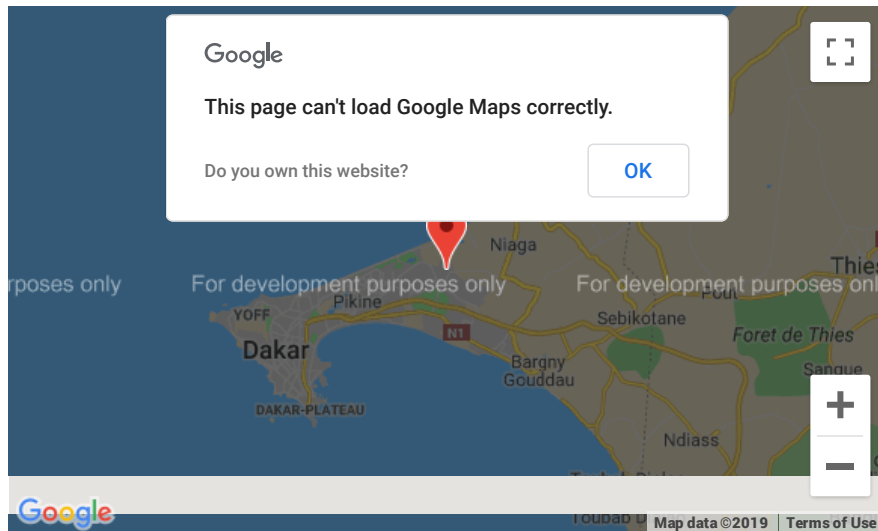 Google
This page can't load Google Maps correctly.
Do you own this website?
OK
Niaga
Thies
rposes only
For development purposes only
For development purposes onl
Pikine
Pout
YOFF
Sebikotane
N1
Foret de Thies
Dakar
Bargny
Gouddau
Sangue
DAKAR-PLATEAU
Ndiass
Google
Toubab D
Map data ©2019
Terms of Use